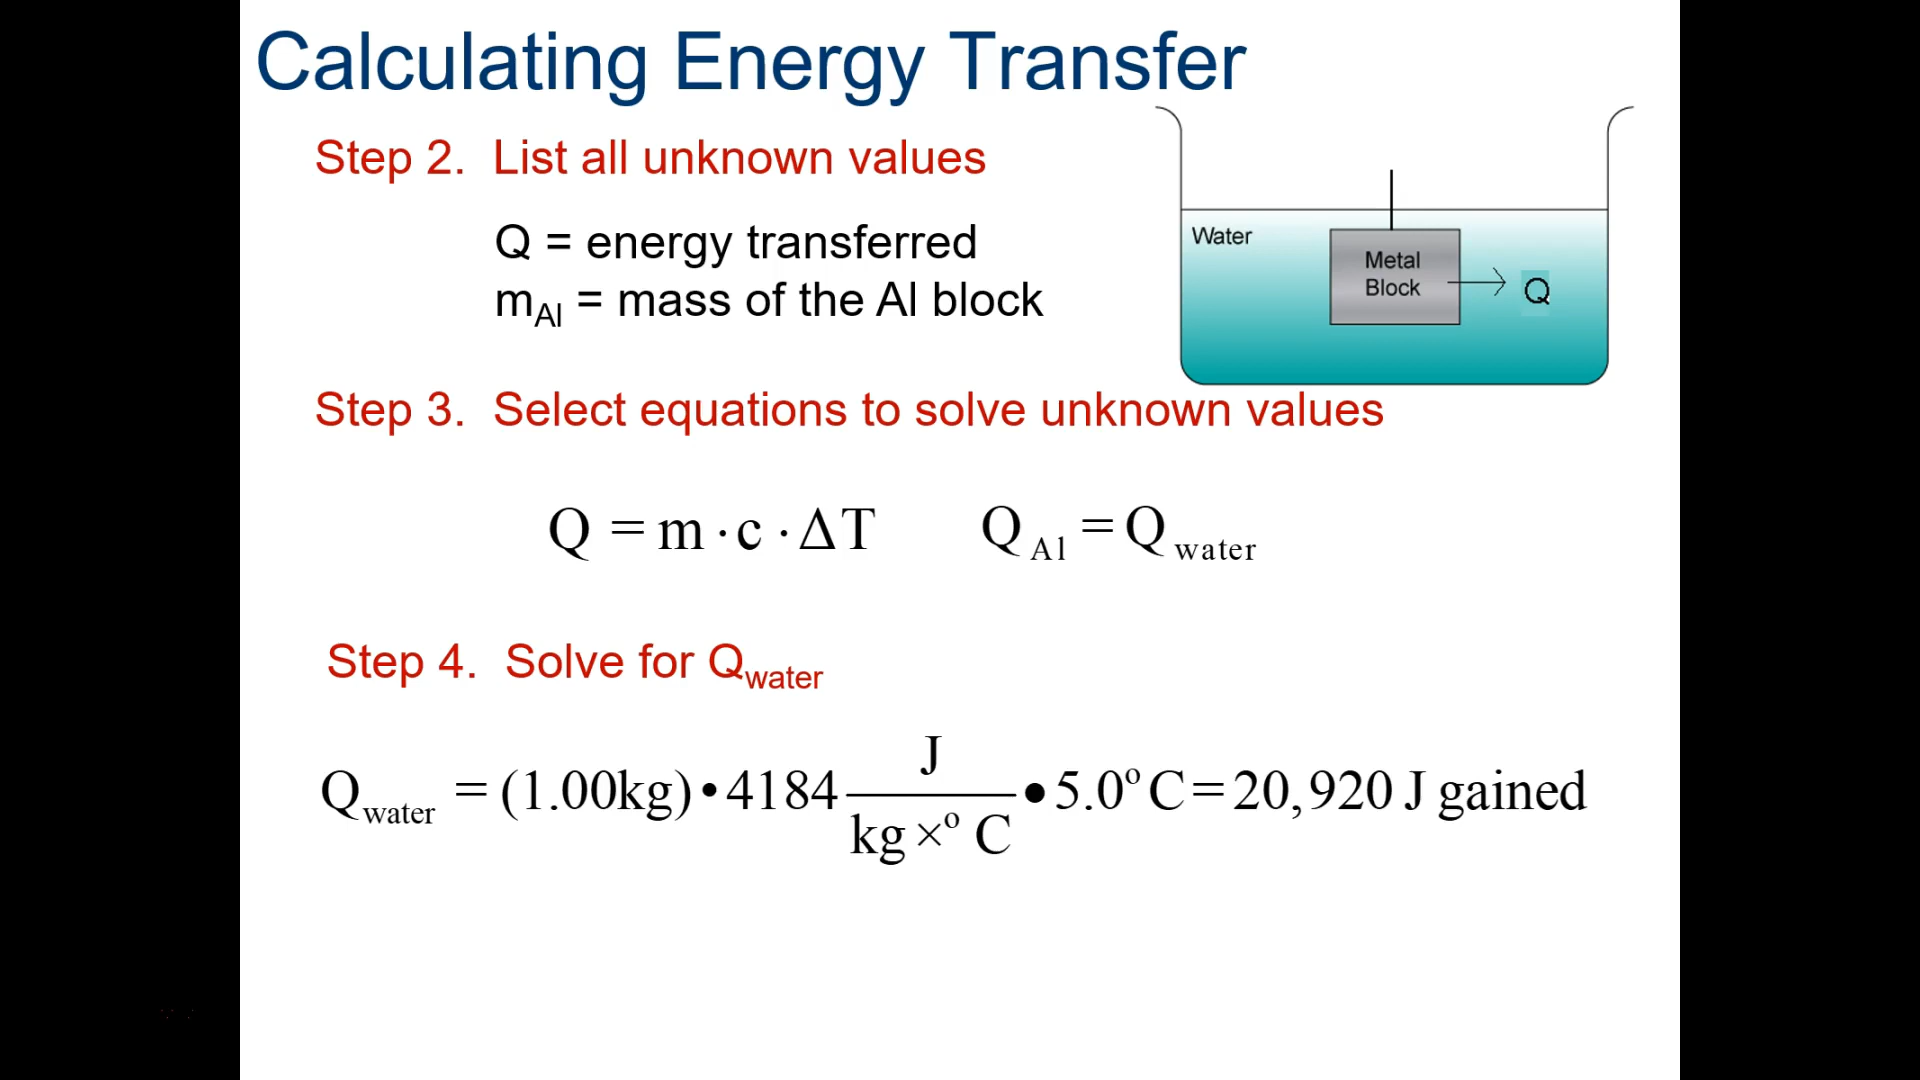 Calculating Energy Transfer
Step 2. List all unknown values
Q = energy transferred
mAl = mass of the Al block
Water
Metal
Block
Q
Step 3. Select equations to solve unknown values
Q = m · c · ΔT
QAl = Qwater
Step 4. Solve for Qwater
Qwater = (1.00kg) • 4184 J / kg ×º C • 5.0º C = 20,920 J gained